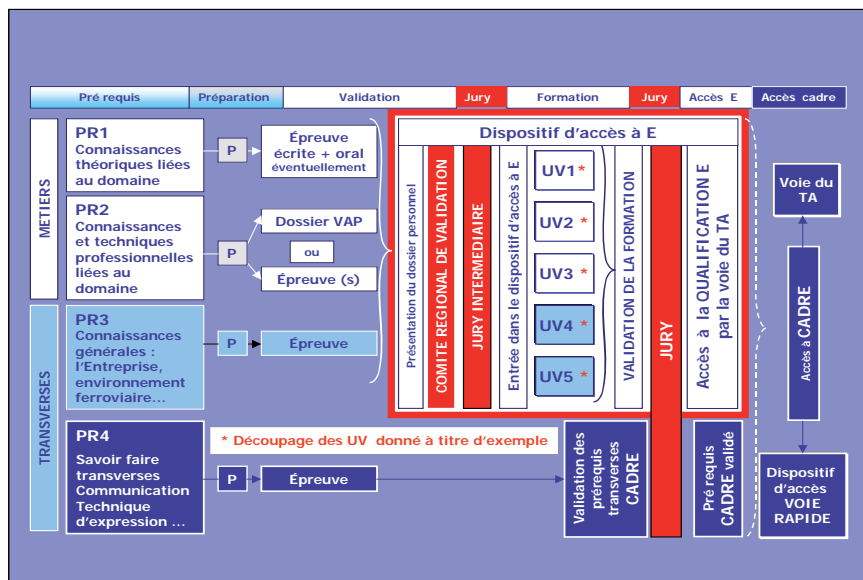 Pré requis
Préparation
Validation
Jury
Formation
Jury
Accès E
Accès cadre
METIERS
PR1
Connaissances
théoriques liées
au domaine
P
Épreuve
écrite + oral
éventuellement
PR2
Connaissances
et techniques
professionnelles
liées au
domaine
P
Dossier VAP
ou
Épreuve (s)
TRANSVERSES
PR3
Connaissances
générales :
l'Entreprise,
environnement
ferroviaire...
P
Épreuve
PR4
Savoir faire
transverses
Communication
Technique
d'expression ...
P
Épreuve
* Découpage des UV donné à titre d'exemple
Dispositif d'accès à E
Présentation du dossier personnel
COMITE REGIONAL DE VALIDATION
JURY INTERMEDIAIRE
Entrée dans le dispositif d'accès à E
UV1 *
UV2 *
UV3 *
UV4 *
UV5 *
VALIDATION DE LA FORMATION
JURY
Accès à la QUALIFICATION E
par la voie du TA
Validation des
prérequis
transverses
CADRE
Pré requis
CADRE validé
Voie du
TA
Accès à CADRE
Dispositif
d'accès
VOIE
RAPIDE